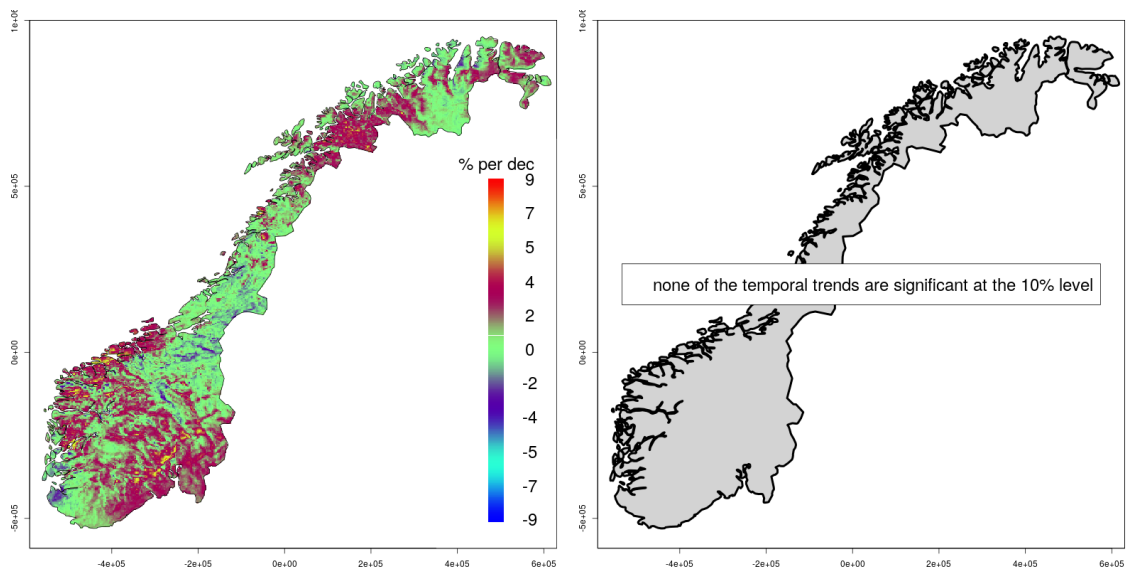 1e+06
5e+05
0e+00
-5e+05
-4e+05 -2e+05 0e+00 2e+05 4e+05 6e+05
% per dec
9
7
5
4
2
0
-2
-4
-5
-7
-9
1e+06
5e+05
0e+00
-5e+05
-4e+05 -2e+05 0e+00 2e+05 4e+05 6e+05
none of the temporal trends are significant at the 10% level